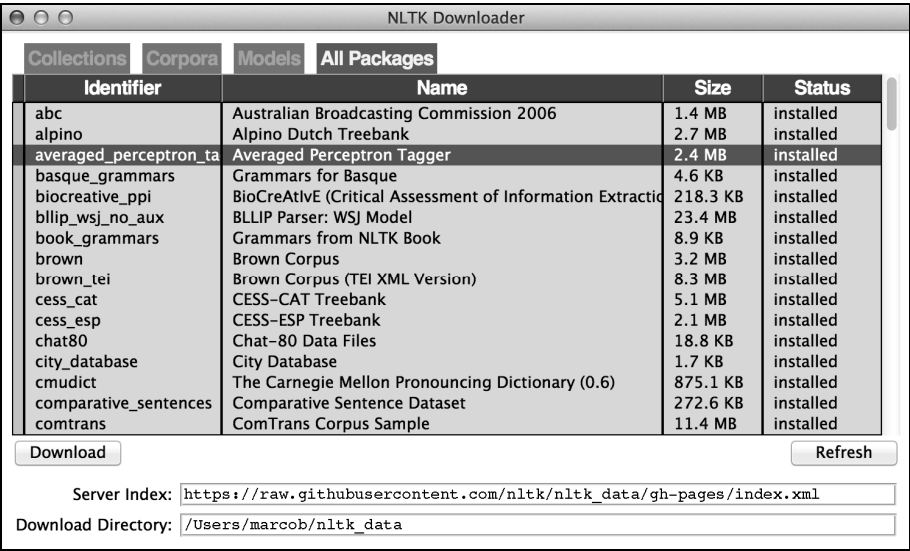 NLTK Downloader
Collections Corpora Models All Packages
Identifier Name Size Status
abc Australian Broadcasting Commission 2006 1.4 MB installed
alpino Alpino Dutch Treebank 2.7 MB installed
averaged_perceptron_ta Averaged Perceptron Tagger 2.4 MB installed
basque_grammars Grammars for Basque 4.6 KB installed
biocreative_ppi BioCreAtIvE (Critical Assessment of Information Extractic 218.3 KB installed
bllip_wsj_no_aux BLLIP Parser: WSJ Model 23.4 MB installed
book_grammars Grammars from NLTK Book 8.9 KB installed
brown Brown Corpus 3.2 MB installed
brown_tei Brown Corpus (TEI XML Version) 8.3 MB installed
cess_cat CESS-CAT Treebank 5.1 MB installed
cess_esp CESS-ESP Treebank 2.1 MB installed
chat80 Chat-80 Data Files 18.8 KB installed
city_database City Database 1.7 KB installed
cmudict The Carnegie Mellon Pronouncing Dictionary (0.6) 875.1 KB installed
comparative_sentences Comparative Sentence Dataset 272.6 KB installed
comtrans ComTrans Corpus Sample 11.4 MB installed
Download Refresh
Server Index: https://raw.githubusercontent.com/nltk/nltk_data/gh-pages/index.xml
Download Directory: /Users/marcob/nltk_data